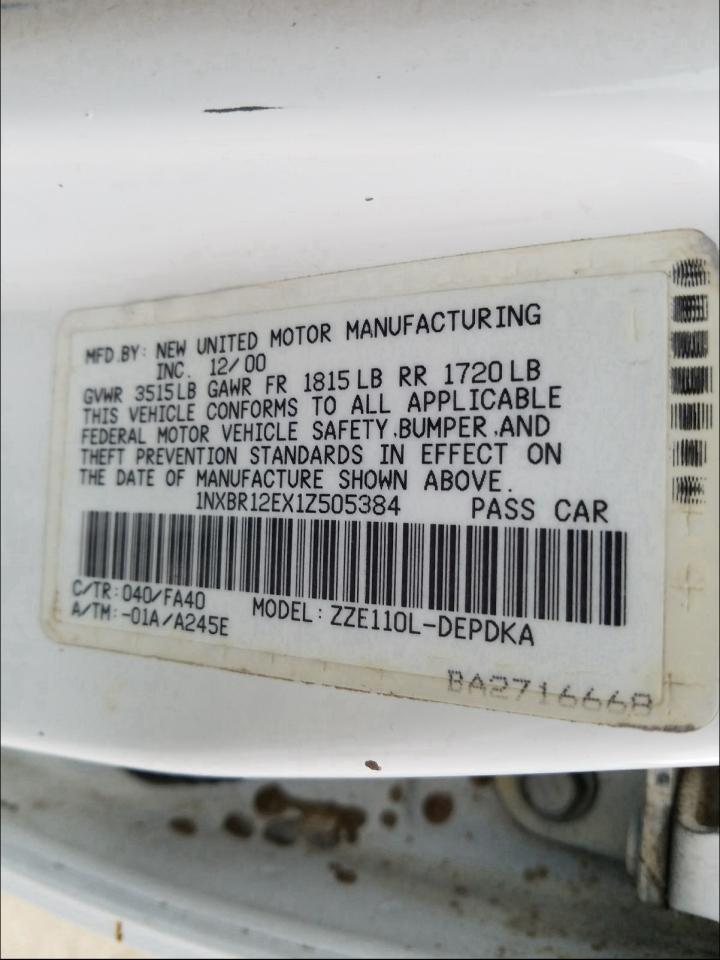 MFD.BY: NEW UNITED MOTOR MANUFACTURING
INC. 12/00
GVWR 3515LB GAWR FR 1815LB RR 1720LB
THIS VEHICLE CONFORMS TO ALL APPLICABLE
FEDERAL MOTOR VEHICLE SAFETY,BUMPER,AND
THEFT PREVENTION STANDARDS IN EFFECT ON
THE DATE OF MANUFACTURE SHOWN ABOVE.
1NXBR12EX1Z505384 PASS CAR
C/TR:040/FA40
A/TM:-01A/A245E MODEL:ZZE110L-DEPDKA
BA2716668